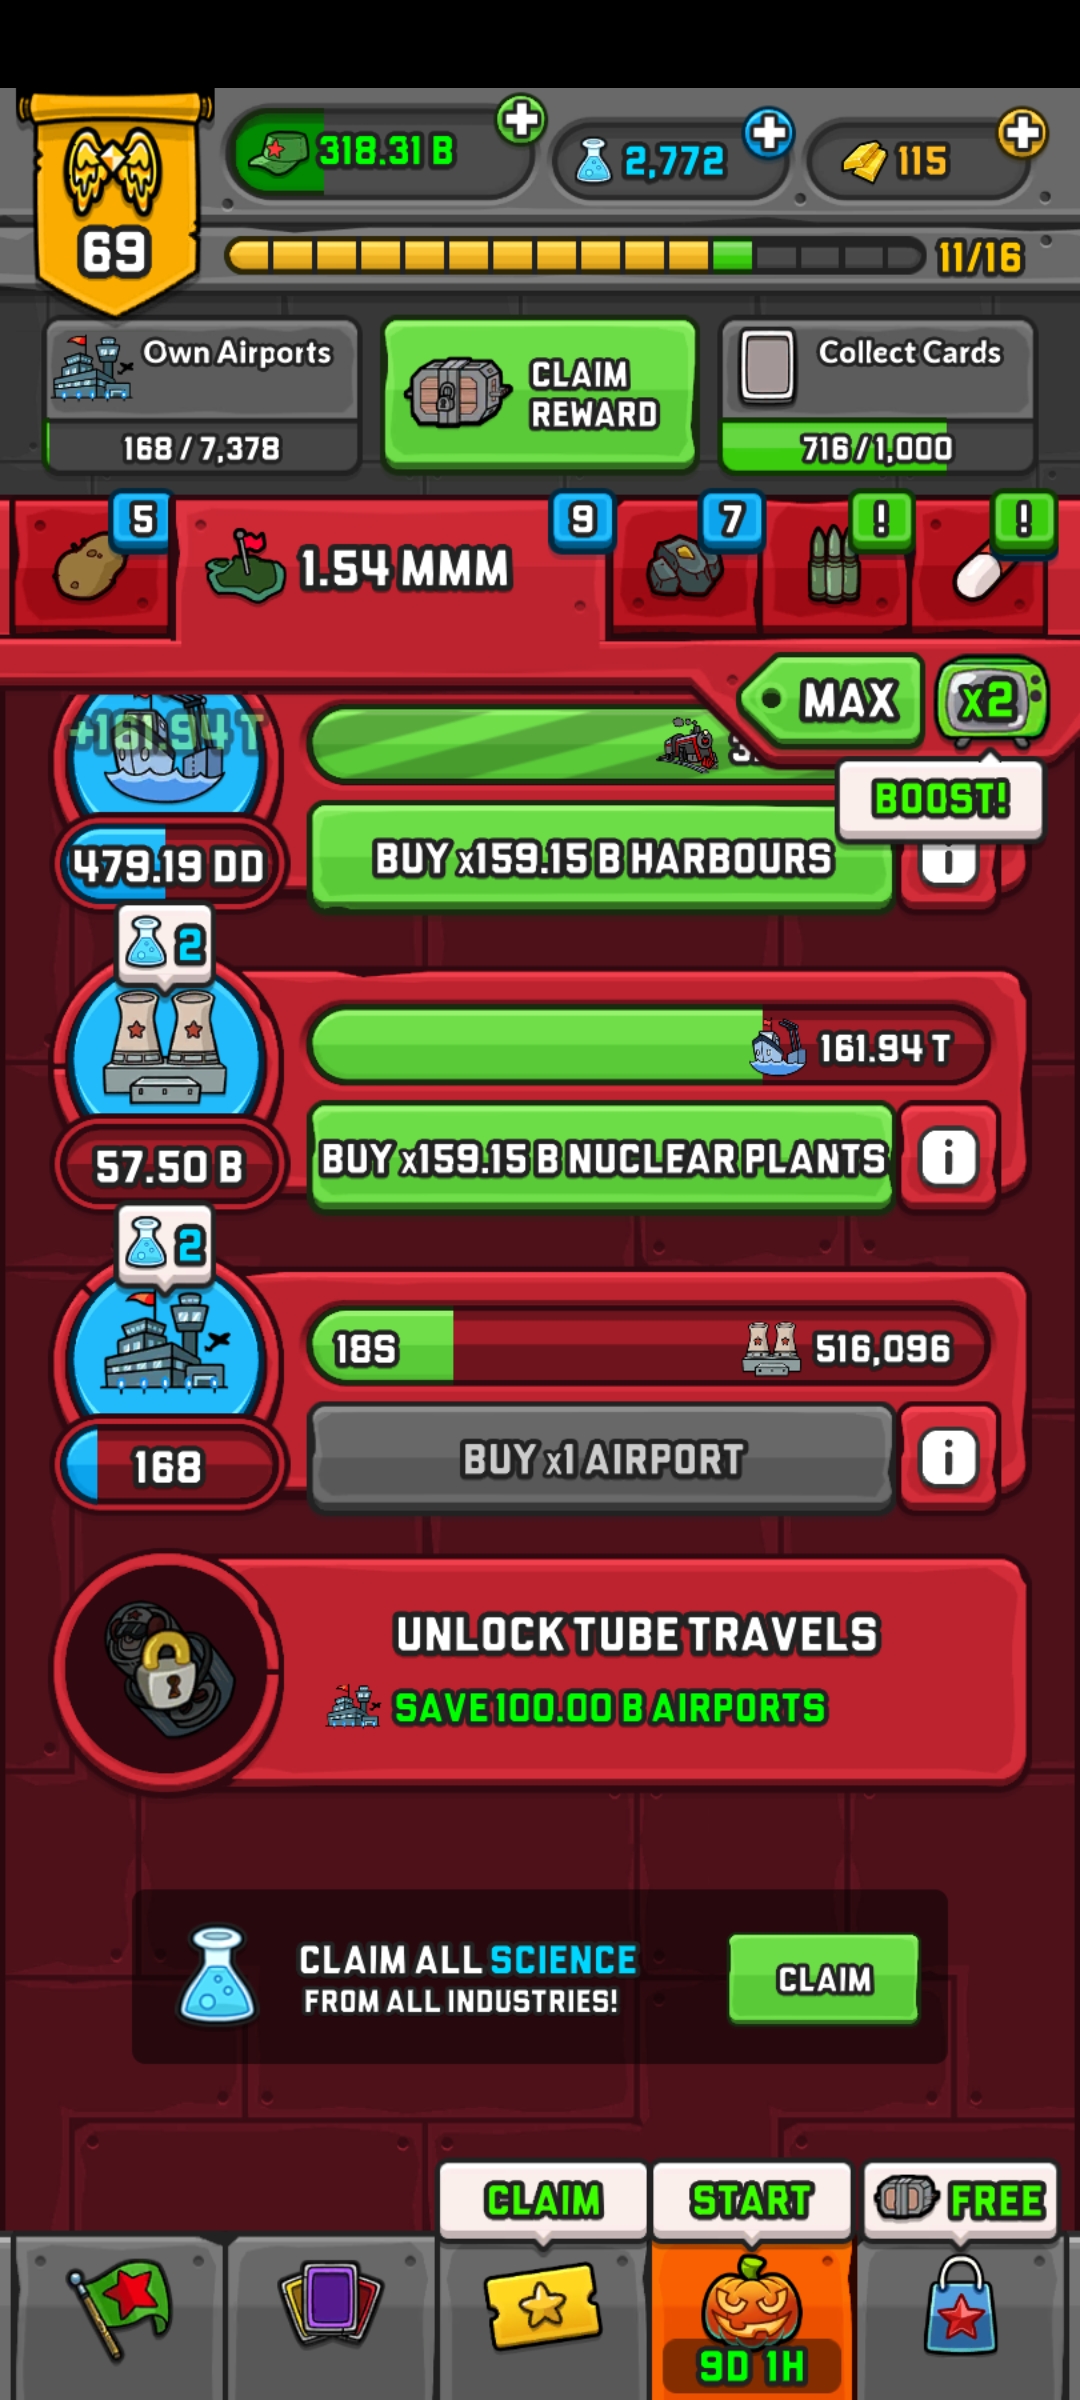 69
318.31 B
2,772
115
11/16
Own Airports
168 / 7,378
CLAIM
REWARD
Collect Cards
716 / 1,000
5
1.54 MMM
9
7
!
!
MAX
x2
BOOST!
+161.94 T
479.19 DD
BUY x159.15 B HARBOURS
i
2
161.94 T
57.50 B
BUY x159.15 B NUCLEAR PLANTS
i
2
18S
516,096
168
BUY x1 AIRPORT
i
UNLOCK TUBE TRAVELS
SAVE 100.00 B AIRPORTS
CLAIM ALL SCIENCE
FROM ALL INDUSTRIES!
CLAIM
CLAIM
START
FREE
9D 1H